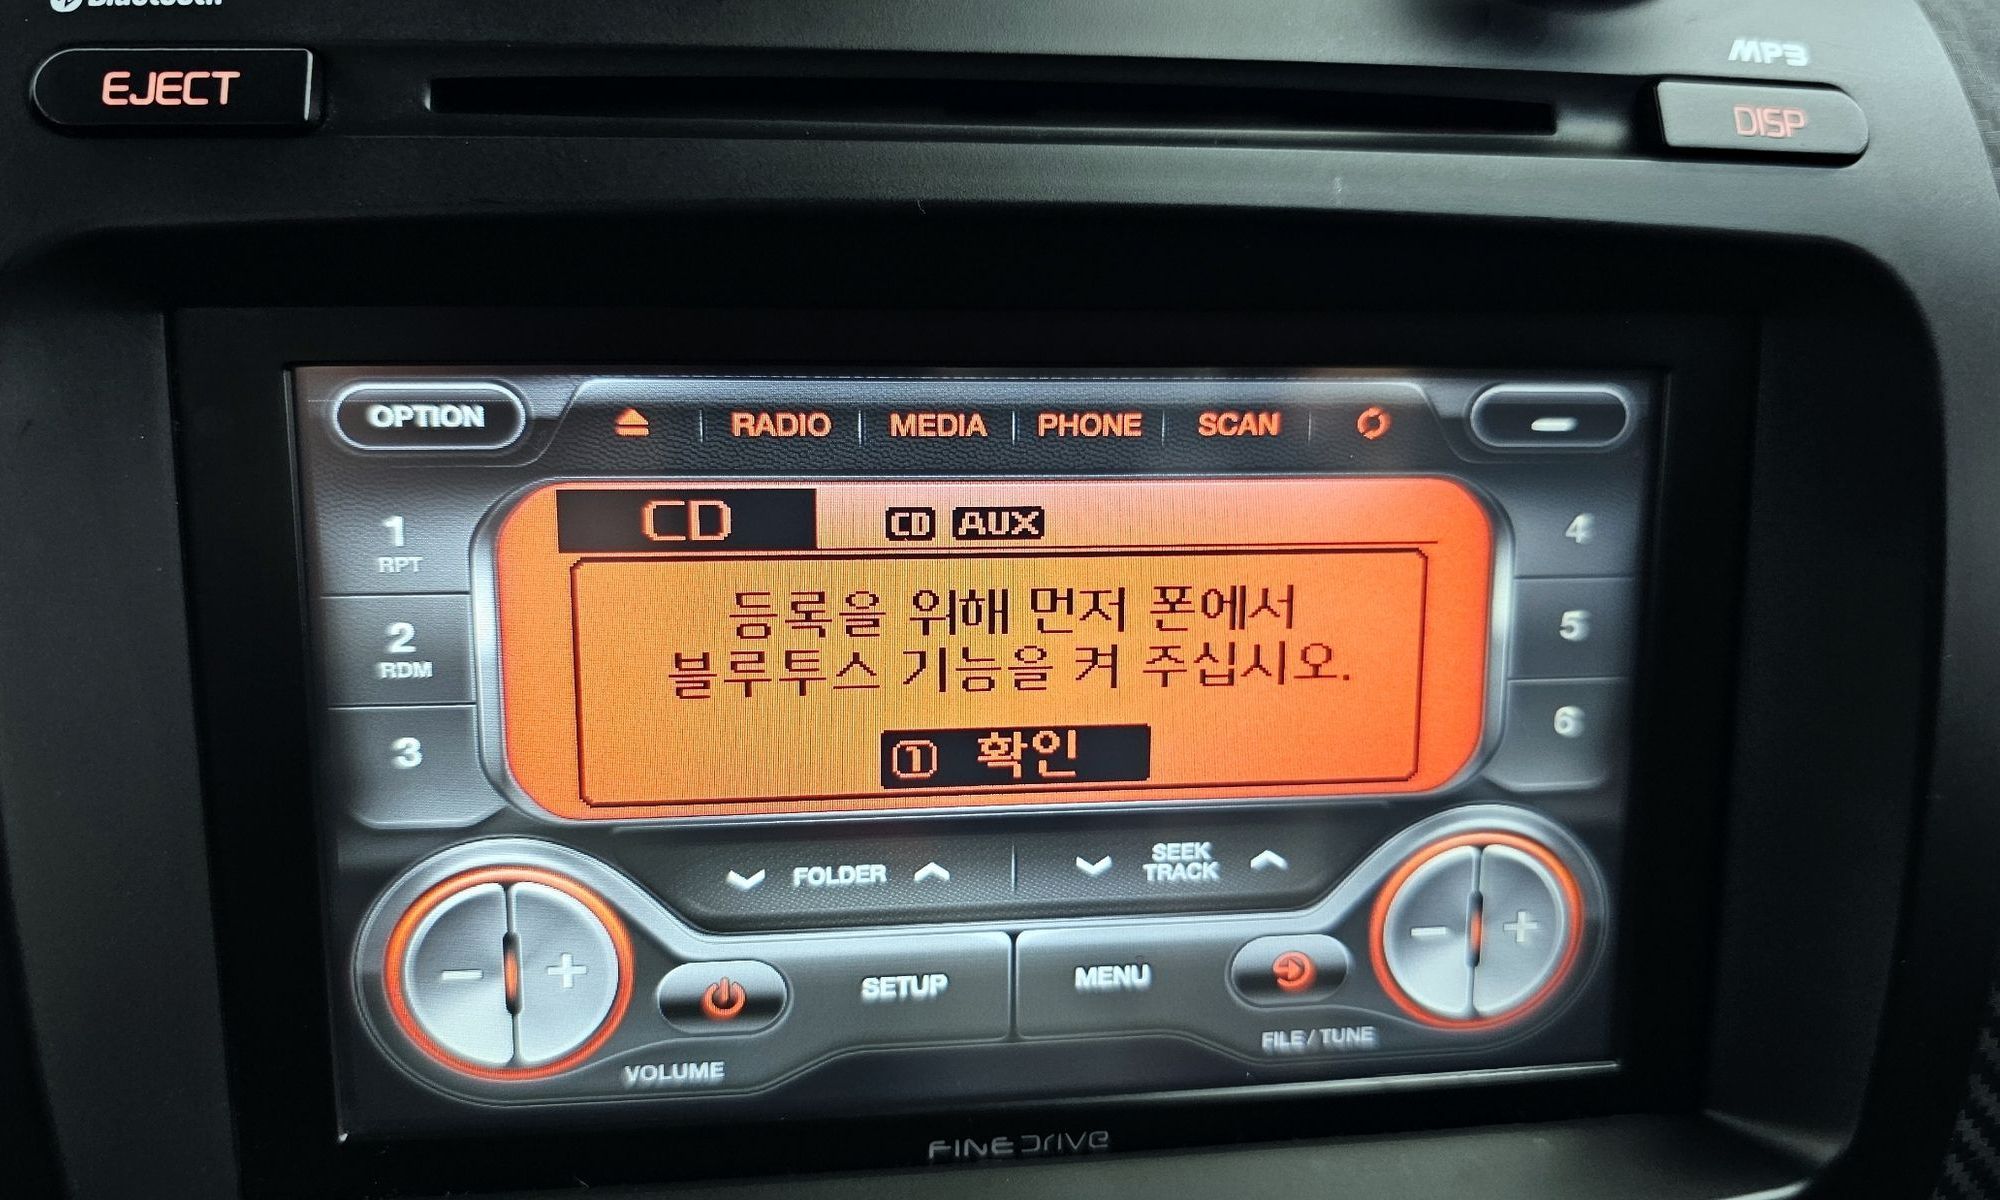 Bluetooth
EJECT
MP3
DISP
OPTION
RADIO
MEDIA
PHONE
SCAN
CD
CD AUX
1
RPT
2
RDM
3
4
5
6
등록을 위해 먼저 폰에서
블루투스 기능을 켜 주십시오.
① 확인
FOLDER
SEEK
TRACK
SETUP
MENU
VOLUME
FILE / TUNE
FINEDRIVE